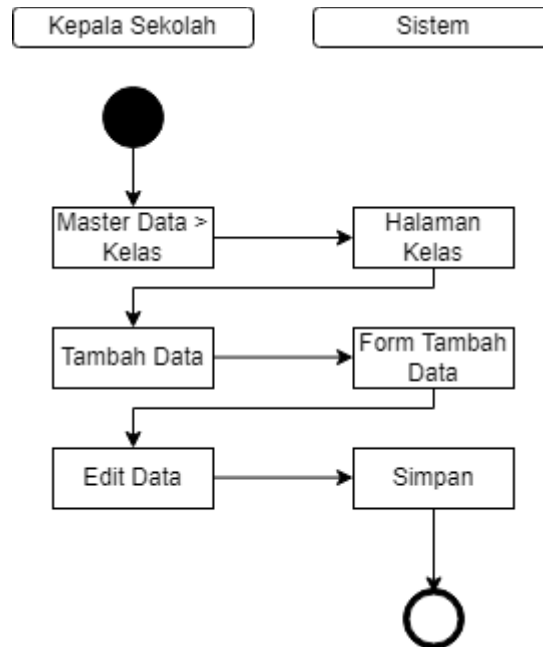 Kepala Sekolah
Sistem
Master Data >
Kelas
Halaman
Kelas
Tambah Data
Form Tambah
Data
Edit Data
Simpan